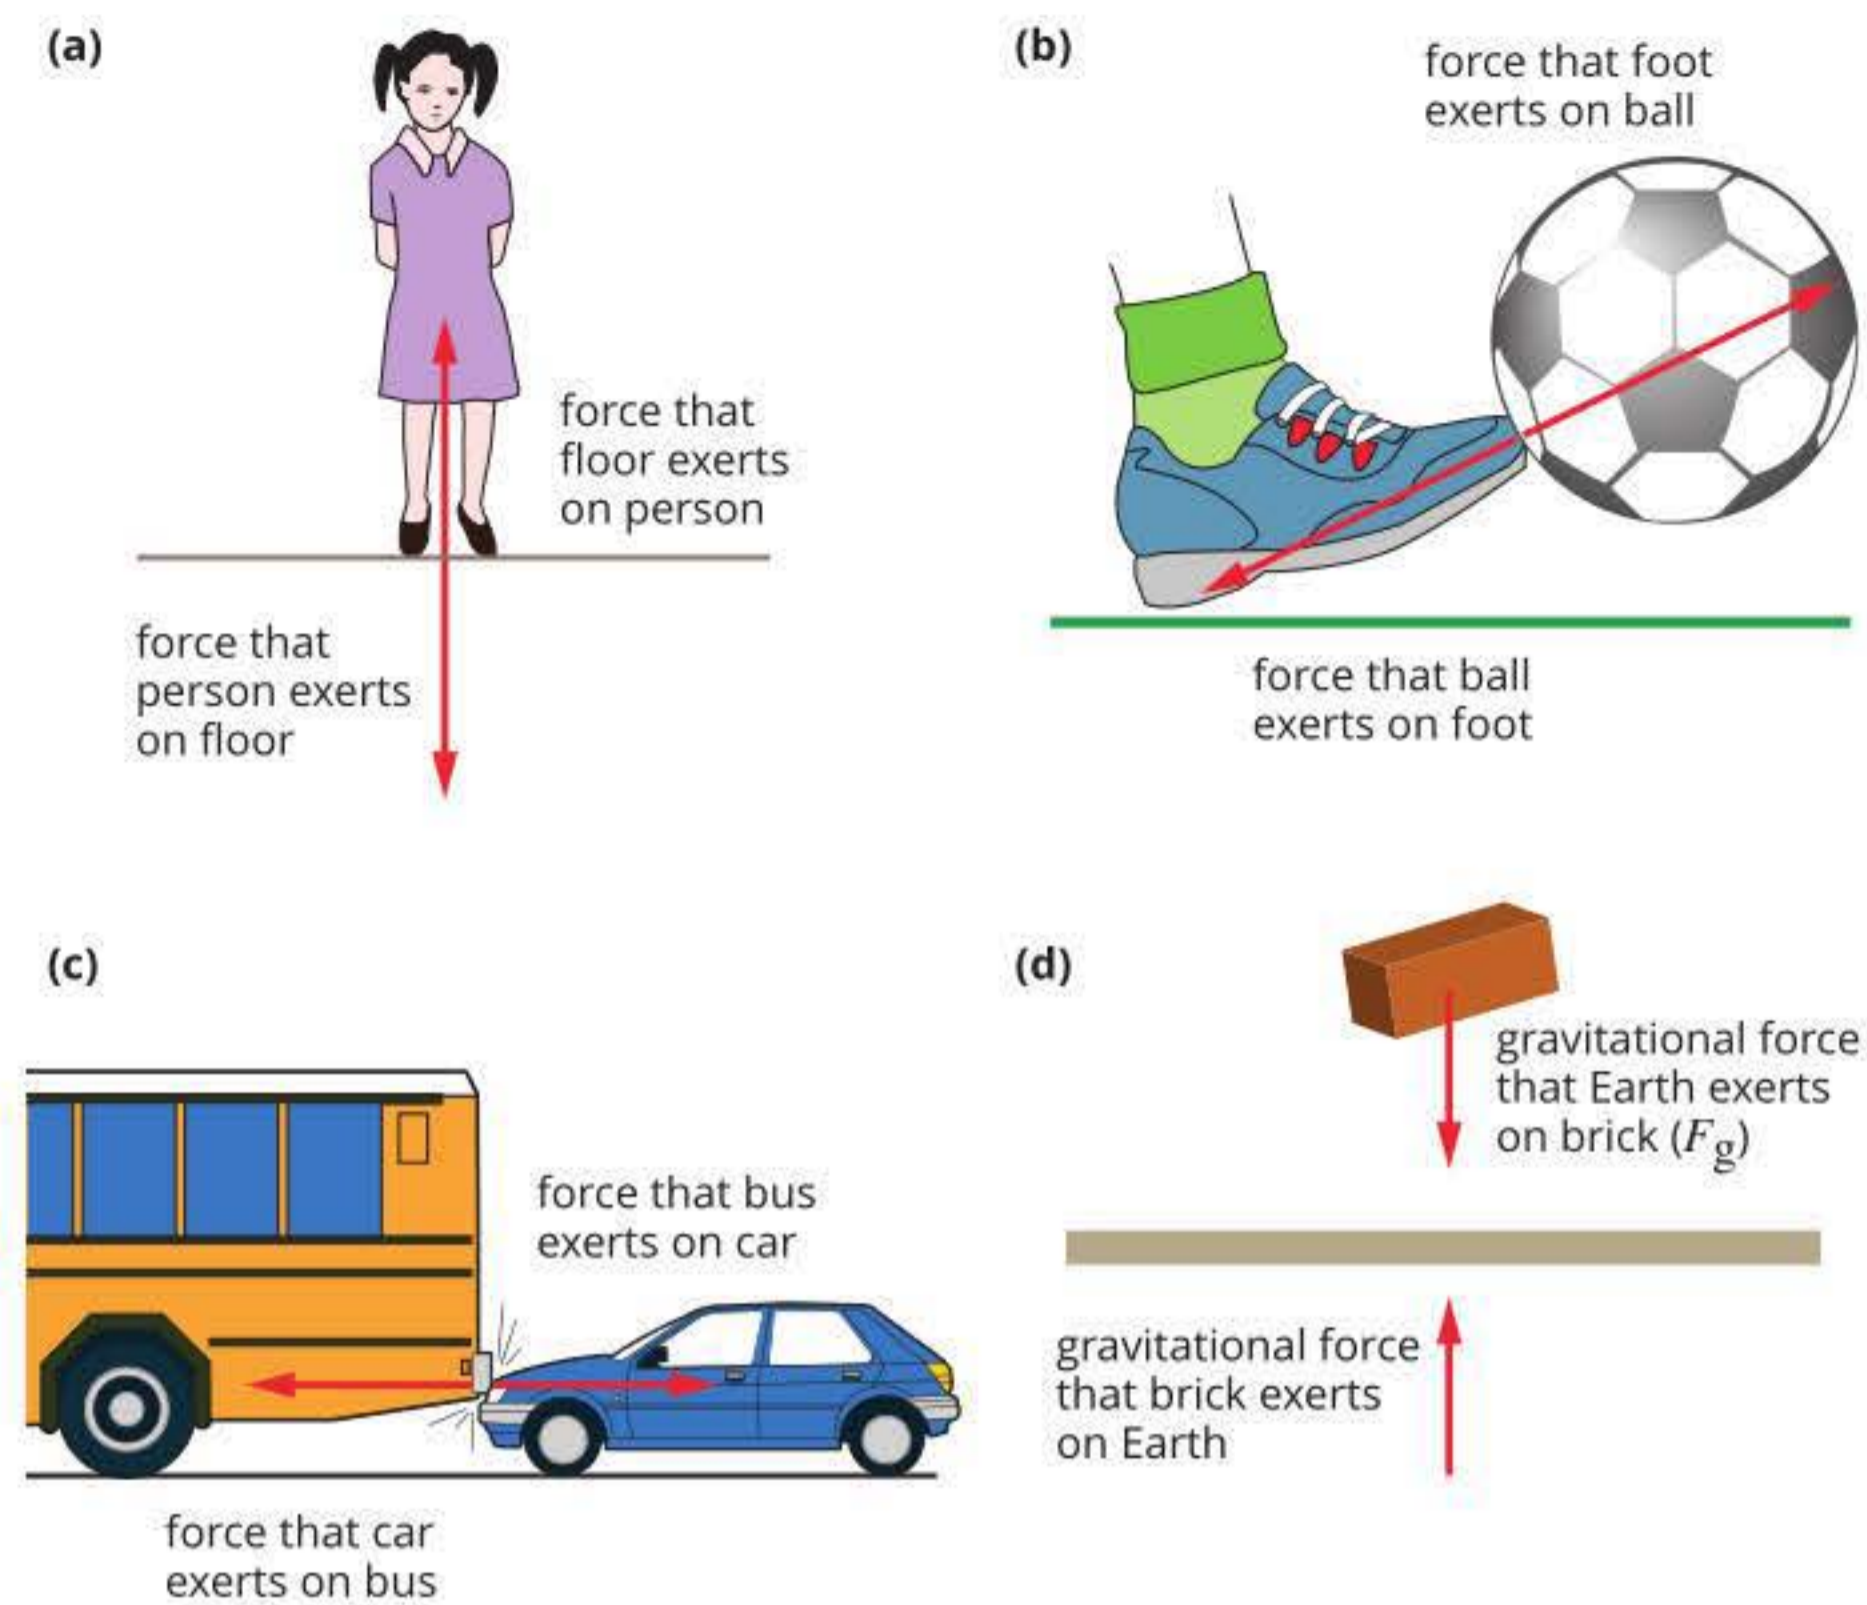 (a)
force that
floor exerts
on person
force that
person exerts
on floor
(b)
force that foot
exerts on ball
force that ball
exerts on foot
(c)
force that bus
exerts on car
force that car
exerts on bus
(d)
gravitational force
that Earth exerts
on brick (Fg)
gravitational force
that brick exerts
on Earth